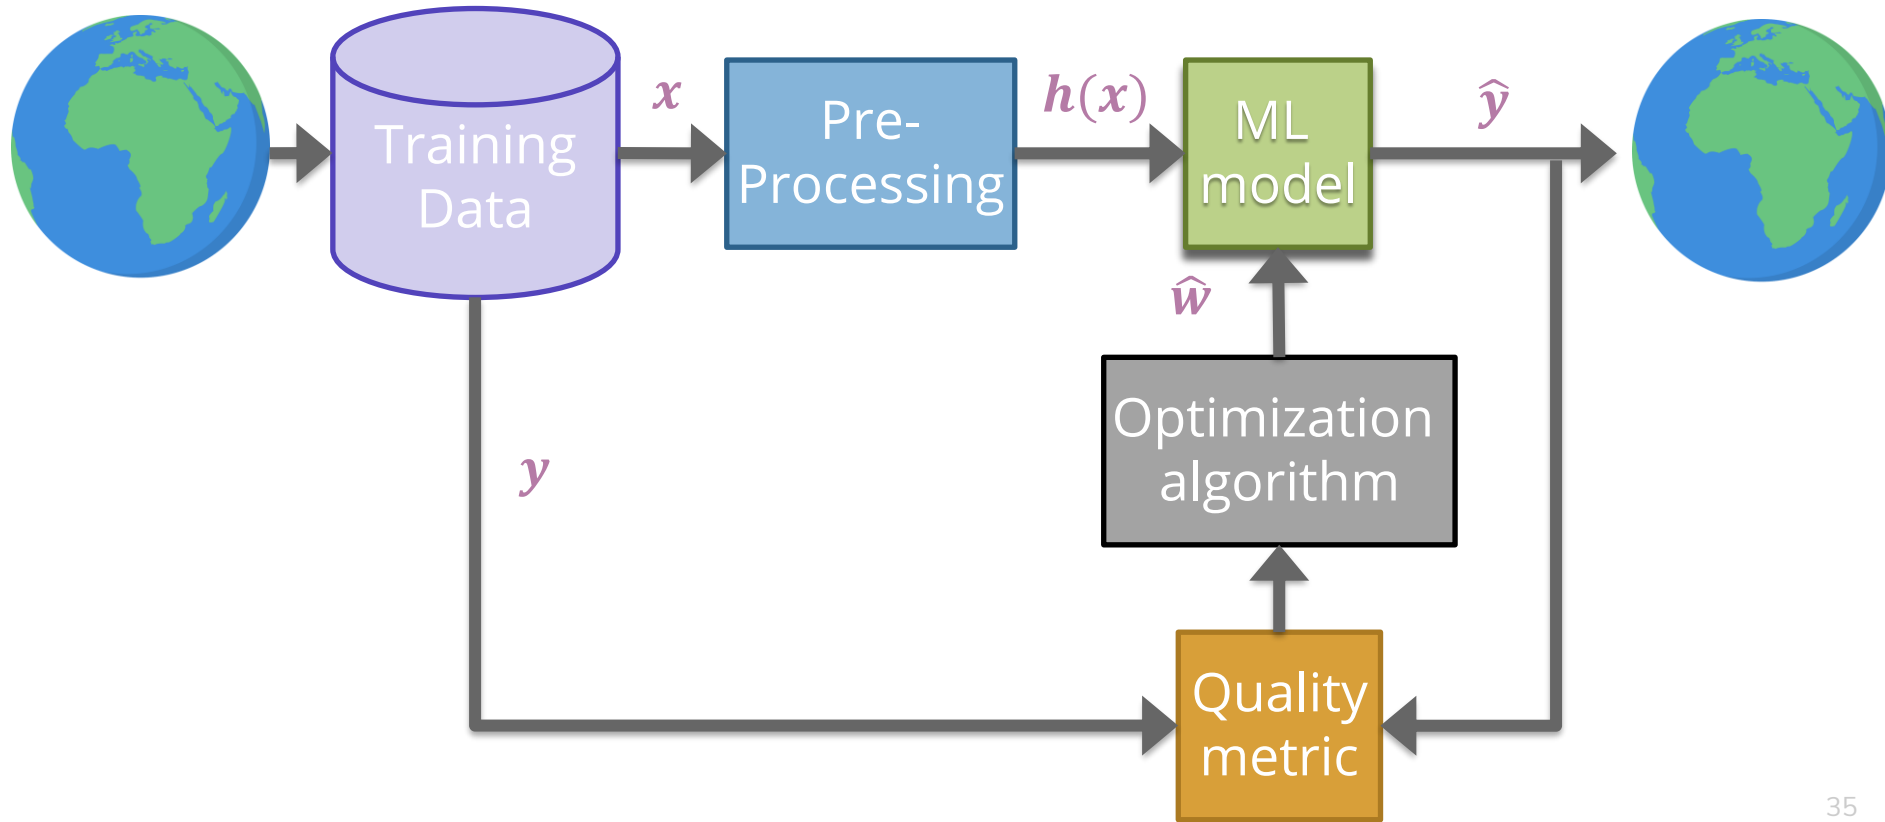 Training
Data
x
Pre-
Processing
h(x)
ML
model
ŷ
ŵ
Optimization
algorithm
y
Quality
metric
35